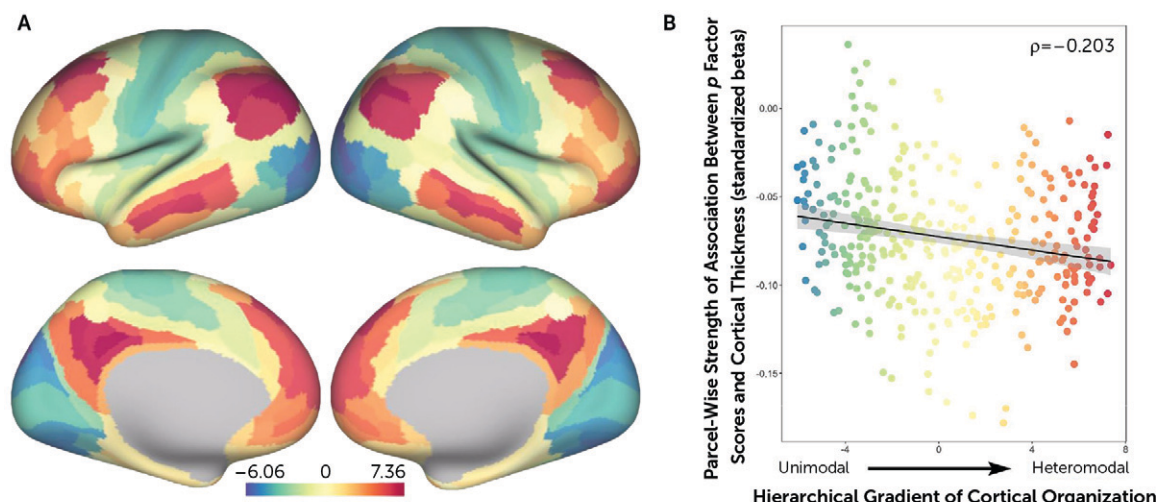 A
−6.06 0 7.36
B
Parcel-Wise Strength of Association Between p Factor
Scores and Cortical Thickness (standardized betas)
ρ=−0.203
0.00
-0.05
-0.10
-0.15
-4 0 4 8
Unimodal Heteromodal
Hierarchical Gradient of Cortical Organization